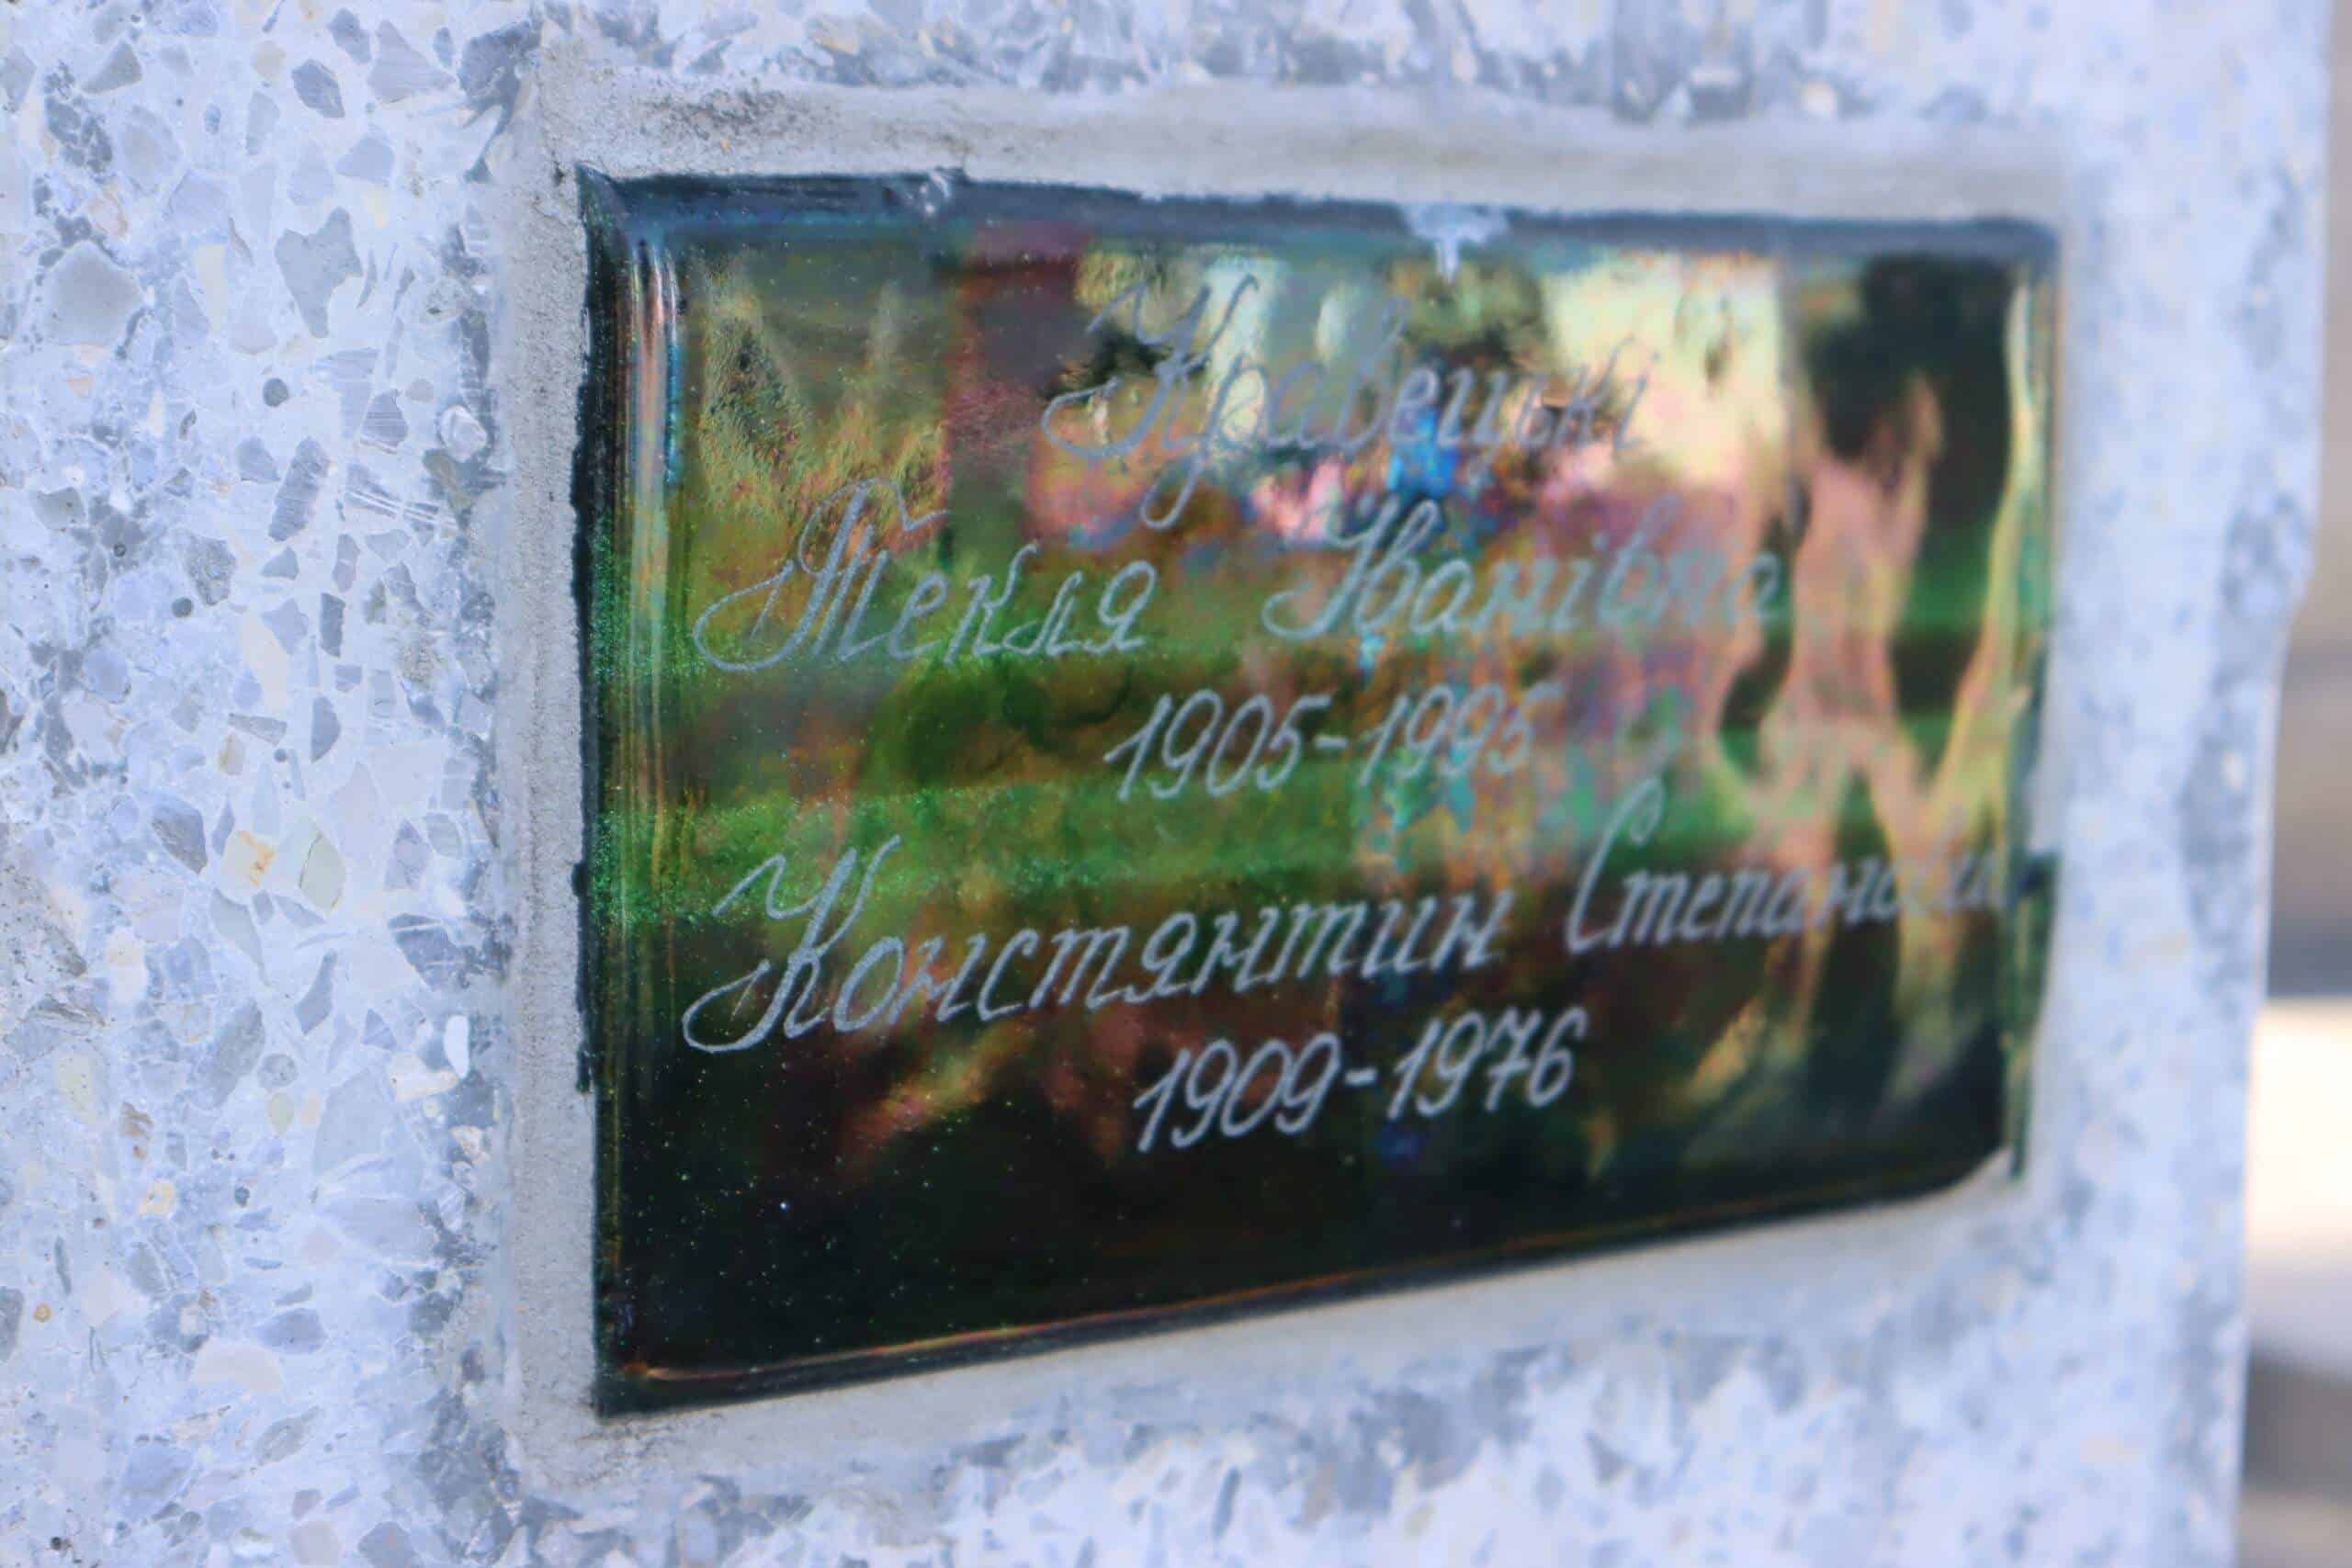 Кравецькі
Текля Іванівна
1905-1995
Констянтин Степанович
1909-1976